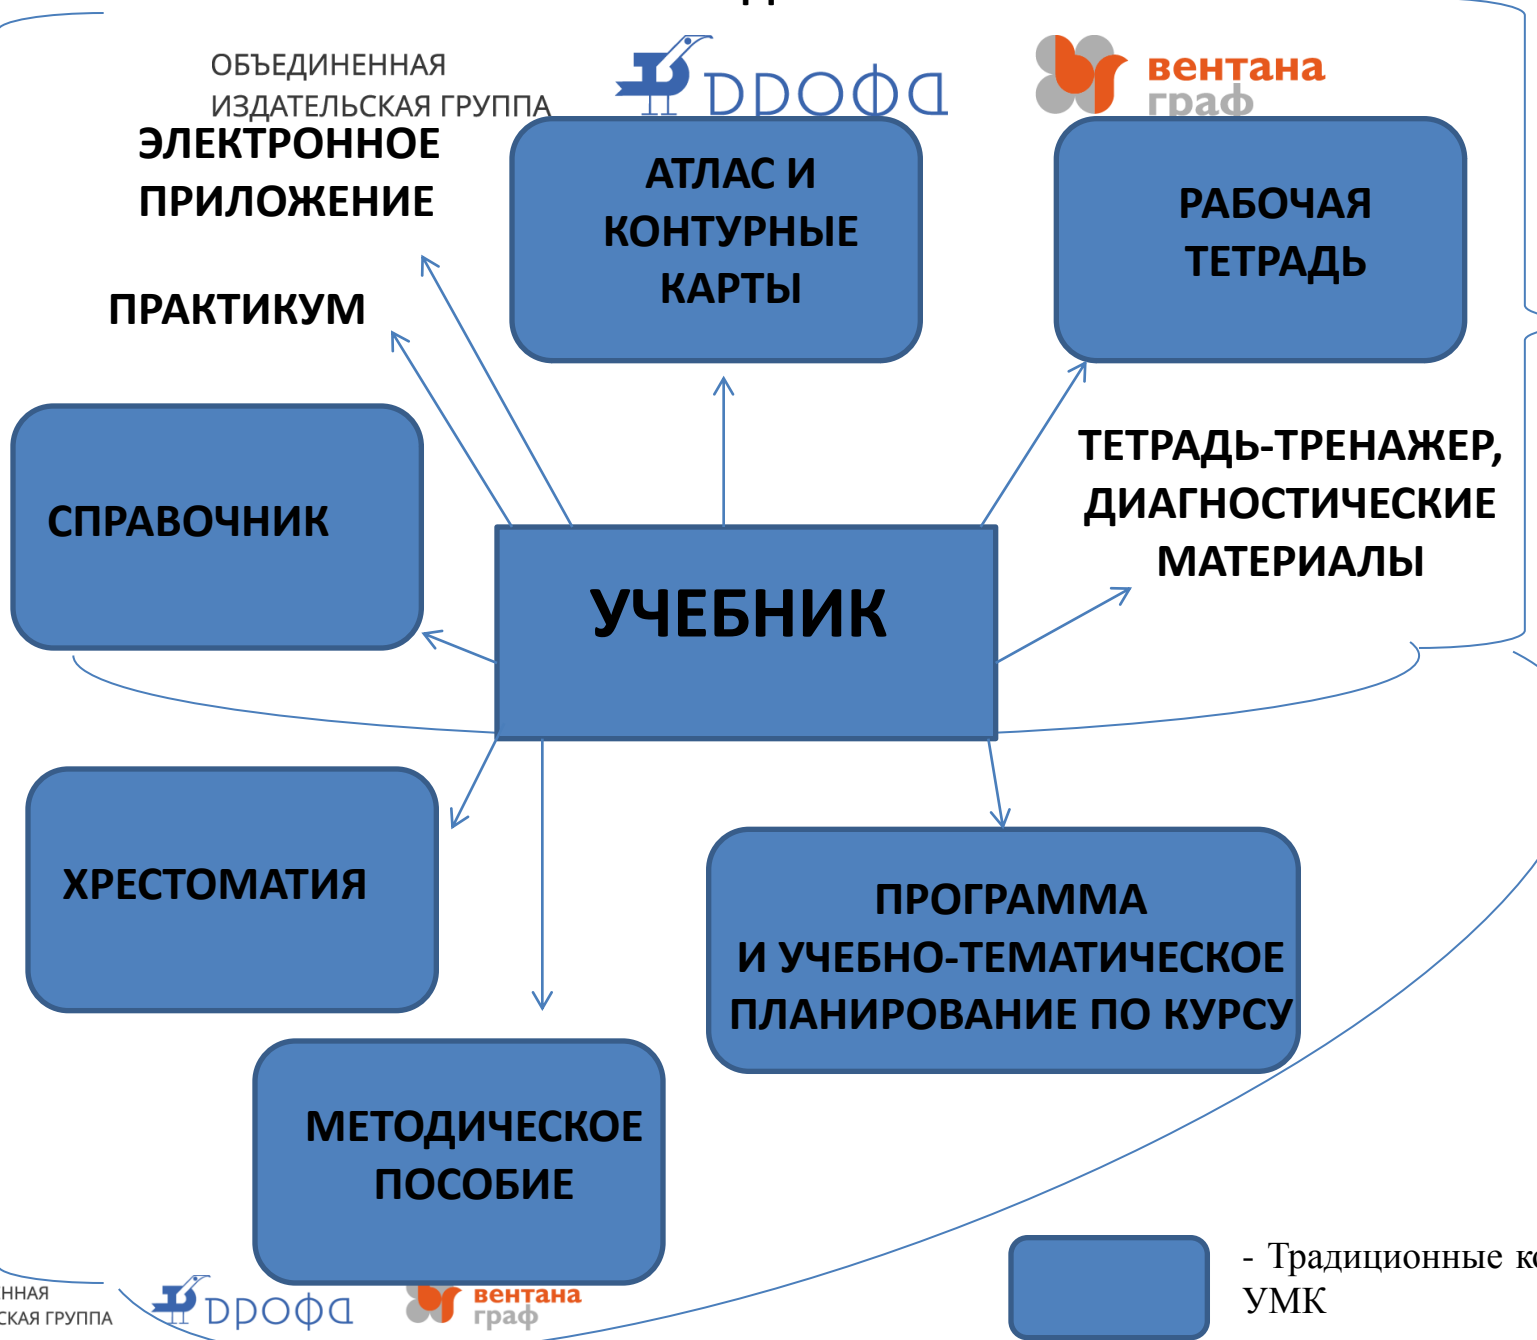 ОБЪЕДИНЕННАЯ
ИЗДАТЕЛЬСКАЯ ГРУППА
ДРОФА
вентана
граф
ЭЛЕКТРОННОЕ
ПРИЛОЖЕНИЕ
АТЛАС И
КОНТУРНЫЕ
КАРТЫ
РАБОЧАЯ
ТЕТРАДЬ
ПРАКТИКУМ
ТЕТРАДЬ-ТРЕНАЖЕР,
ДИАГНОСТИЧЕСКИЕ
МАТЕРИАЛЫ
СПРАВОЧНИК
УЧЕБНИК
ХРЕСТОМАТИЯ
ПРОГРАММА
И УЧЕБНО-ТЕМАТИЧЕСКОЕ
ПЛАНИРОВАНИЕ ПО КУРСУ
МЕТОДИЧЕСКОЕ
ПОСОБИЕ
- Традиционные
УМК
ГРУППА
ДРОФА
вентана
граф